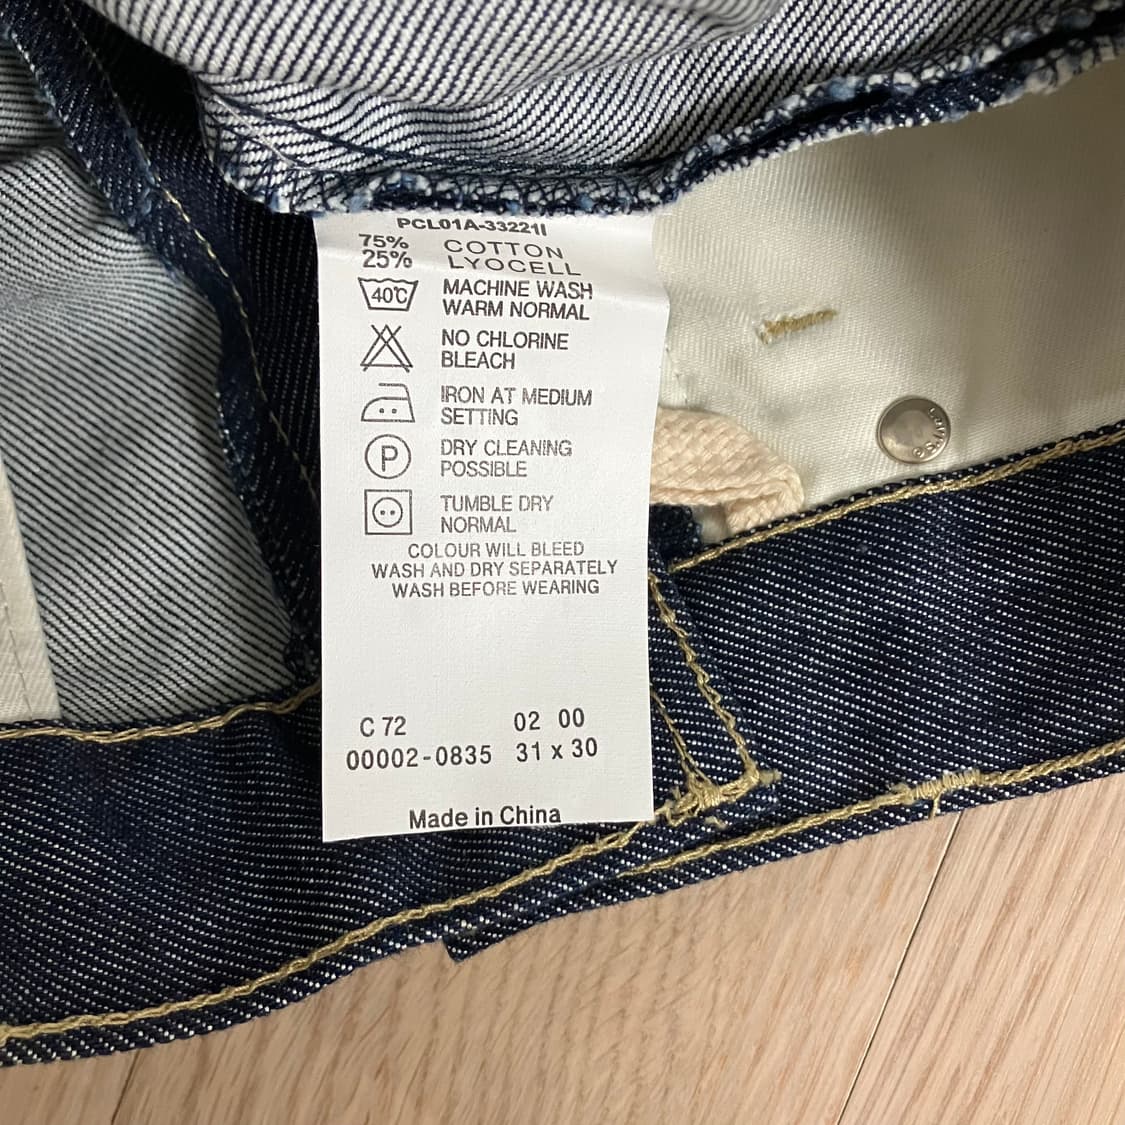 PCL01A-33221I
75% COTTON
25% LYOCELL
40°C MACHINE WASH
WARM NORMAL
NO CHLORINE
BLEACH
IRON AT MEDIUM
SETTING
P DRY CLEANING
POSSIBLE
TUMBLE DRY
NORMAL
COLOUR WILL BLEED
WASH AND DRY SEPARATELY
WASH BEFORE WEARING
C 72 02 00
00002-0835 31 x 30
Made in China